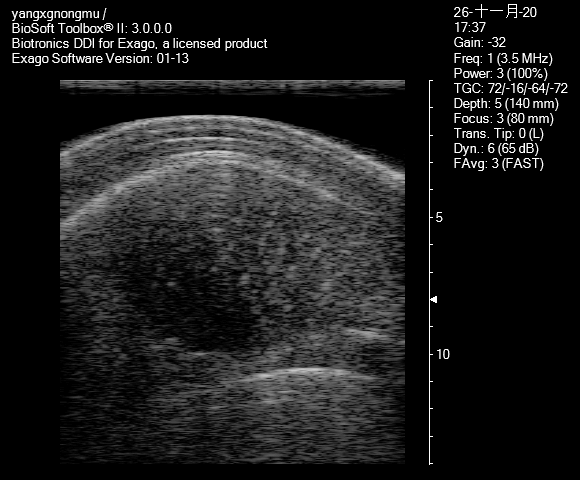 yangxgnongmu /
BioSoft Toolbox® II: 3.0.0.0
Biotronics DDI for Exago, a licensed product
Exago Software Version: 01-13
26-十一月-20
17:37
Gain: -32
Freq: 1 (3.5 MHz)
Power: 3 (100%)
TGC: 72/-16/-64/-72
Depth: 5 (140 mm)
Focus: 3 (80 mm)
Trans. Tip: 0 (L)
Dyn.: 6 (65 dB)
FAvg: 3 (FAST)
5
10